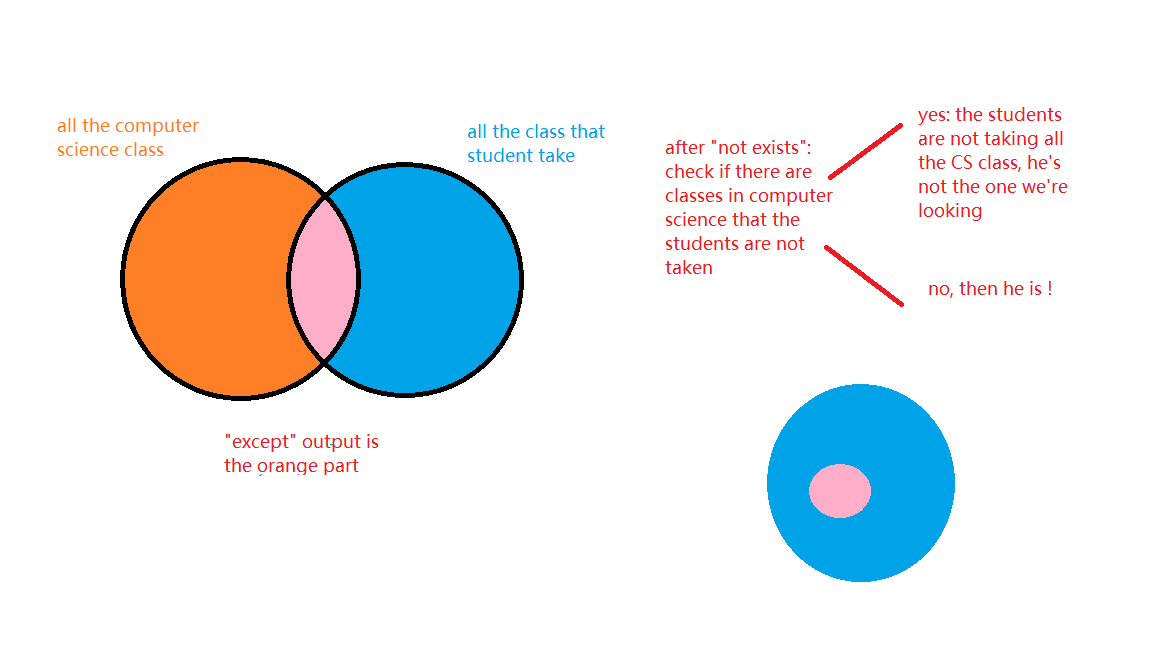 all the computer
science class
all the class that
student take
"except" output is
the orange part
after "not exists":
check if there are
classes in computer
science that the
students are not
taken
yes: the students
are not taking all
the CS class, he's
not the one we're
looking
no, then he is !